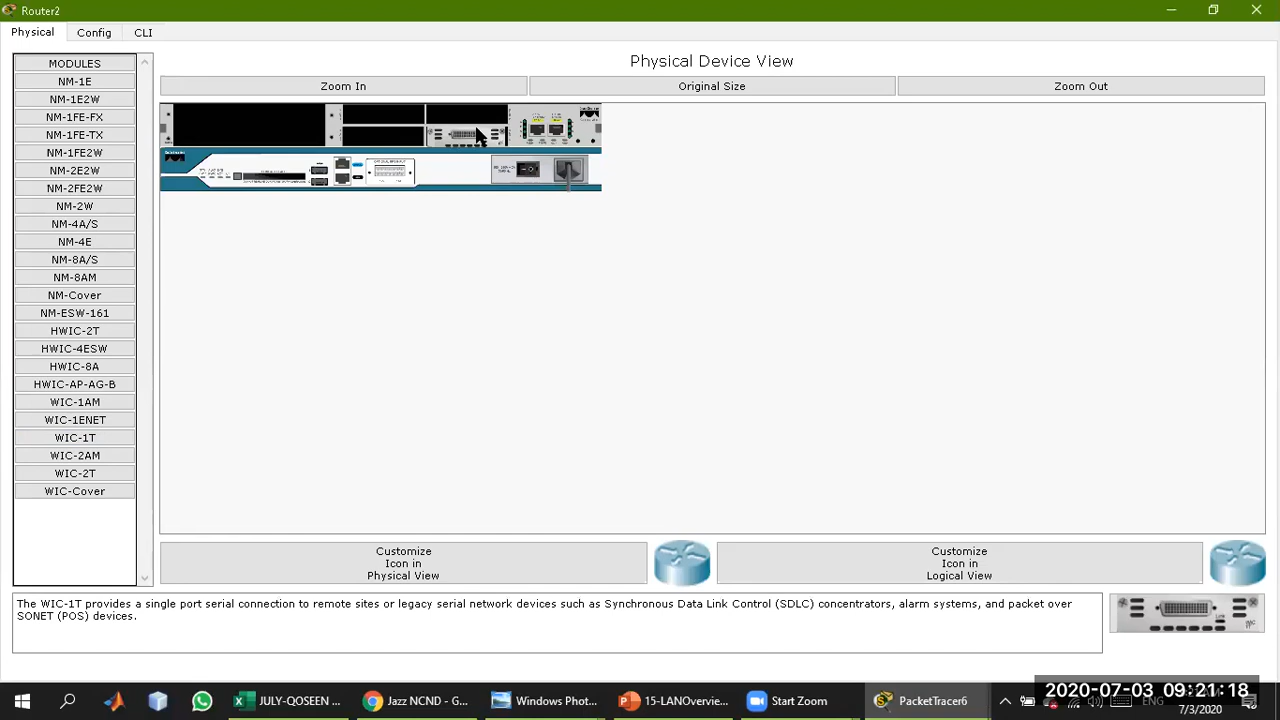 Router2
Physical
Config
CLI
MODULES
NM-1E
NM-1E2W
NM-1FE-FX
NM-1FE-TX
NM-1FE2W
NM-2E2W
NM-2FE2W
NM-2W
NM-4A/S
NM-4E
NM-8A/S
NM-8AM
NM-Cover
NM-ESW-161
HWIC-2T
HWIC-4ESW
HWIC-8A
HWIC-AP-AG-B
WIC-1AM
WIC-1ENET
WIC-1T
WIC-2AM
WIC-2T
WIC-Cover
Physical Device View
Zoom In
Original Size
Zoom Out
Customize
Icon in
Physical View
Customize
Icon in
Logical View
The WIC-1T provides a single port serial connection to remote sites or legacy serial network devices such as Synchronous Data Link Control (SDLC) concentrators, alarm systems, and packet over
SONET (POS) devices.
JULY-QOSEEN ...
Jazz NCND - G...
Windows Phot...
15-LANOvervie...
Start Zoom
PacketTracer6
ENG
2020-07-03 09:21:18
7/3/2020